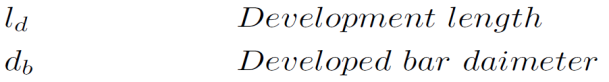 l_d Development length
d_b Developed bar daimeter